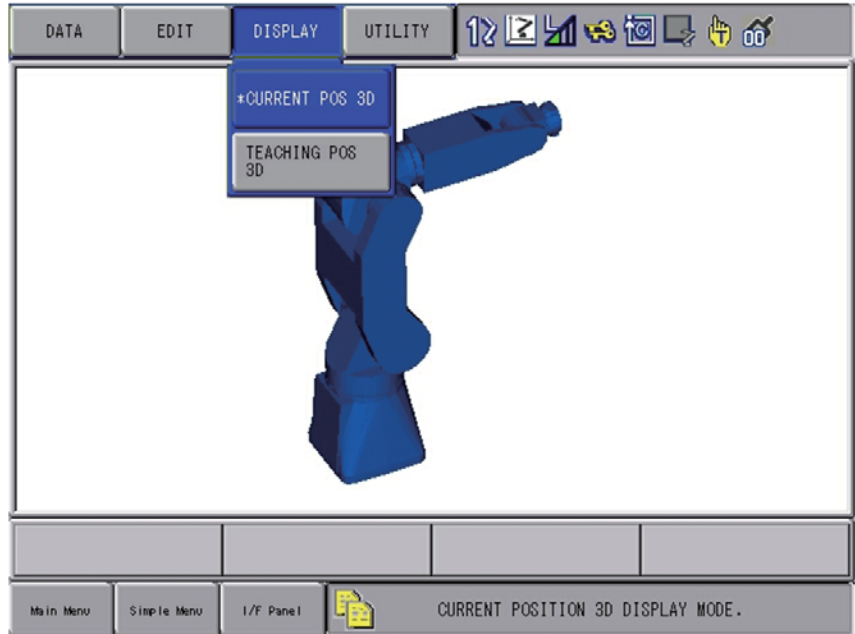 DATA
EDIT
DISPLAY
UTILITY
*CURRENT POS 3D
TEACHING POS
3D
Main Menu
Simple Menu
I/F Panel
CURRENT POSITION 3D DISPLAY MODE.